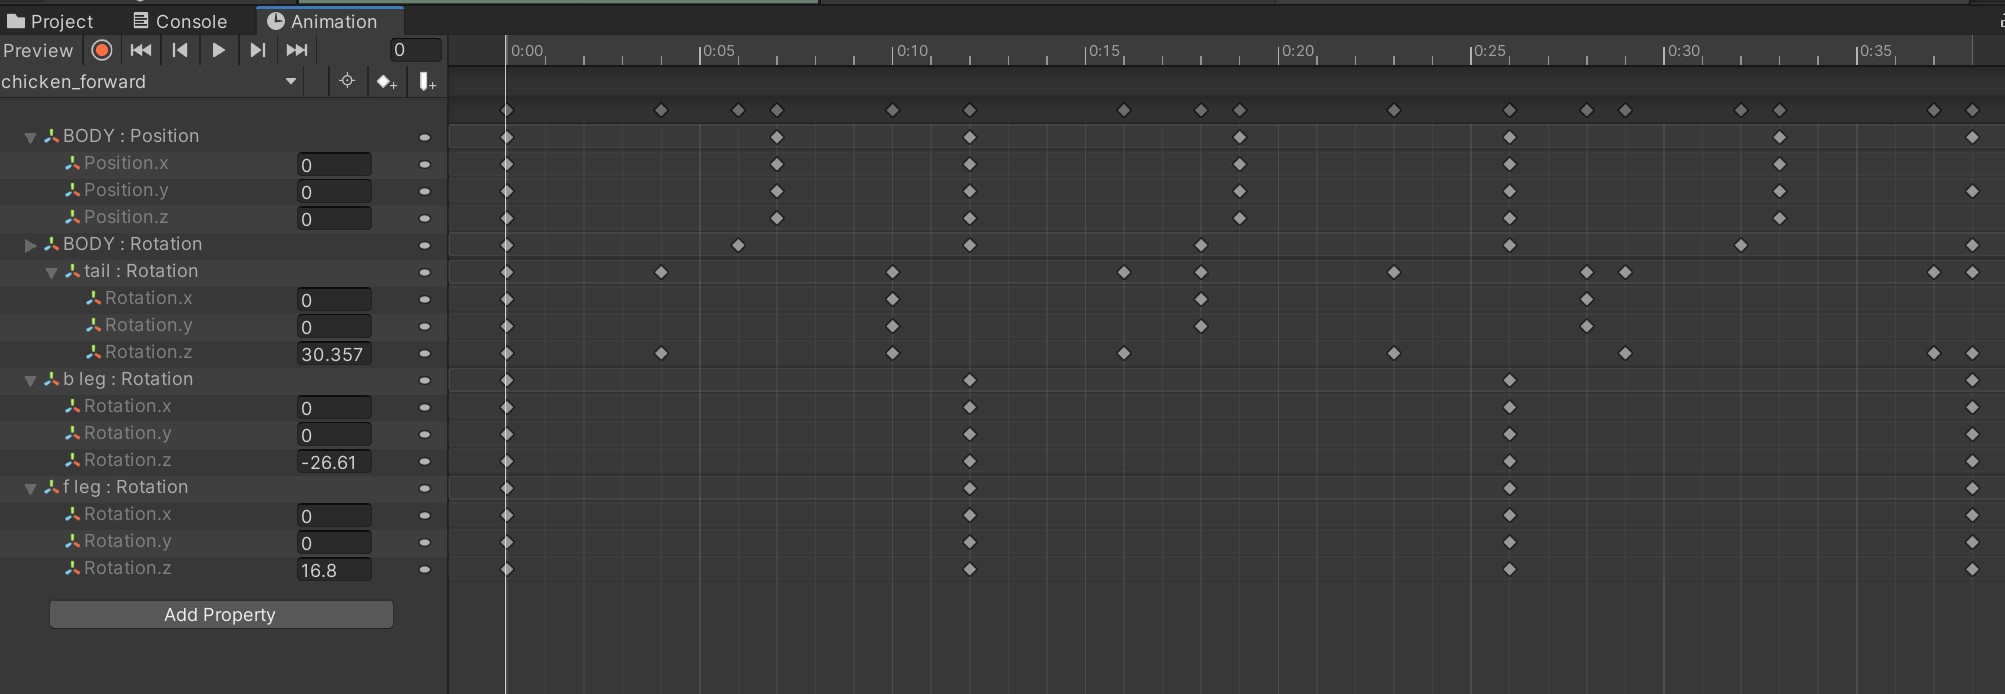 Project Console Animation
Preview 0 0:00 0:05 0:10 0:15 0:20 0:25 0:30 0:35
chicken_forward
BODY : Position
Position.x 0
Position.y 0
Position.z 0
BODY : Rotation
tail : Rotation
Rotation.x 0
Rotation.y 0
Rotation.z 30.357
b leg : Rotation
Rotation.x 0
Rotation.y 0
Rotation.z -26.61
f leg : Rotation
Rotation.x 0
Rotation.y 0
Rotation.z 16.8
Add Property